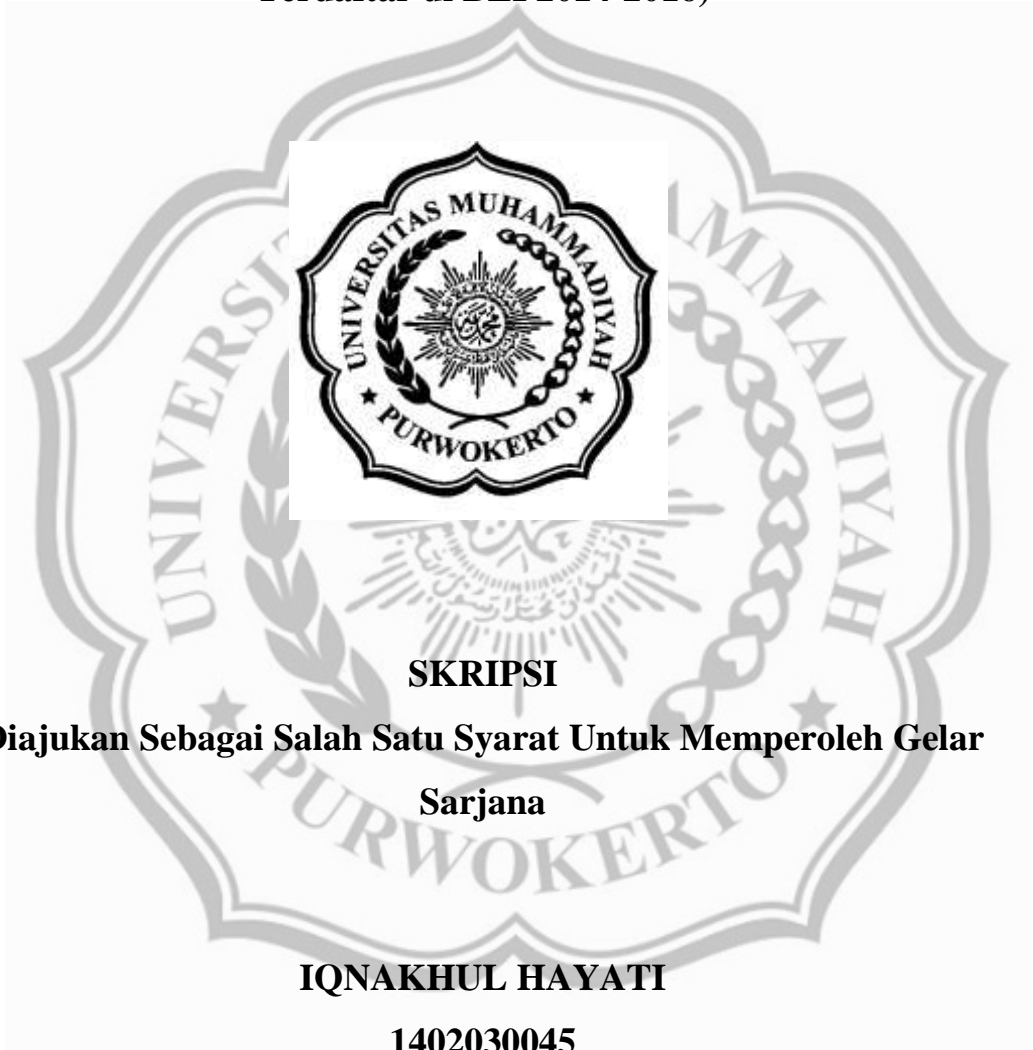 Terdaftar di BEI 2014-2016)
UNIVERSITAS MUHAMMADIYAH
PURWOKERTO
SKRIPSI
Diajukan Sebagai Salah Satu Syarat Untuk Memperoleh Gelar
Sarjana
PURWOKERTO
IQNAKHUL HAYATI
1402030045